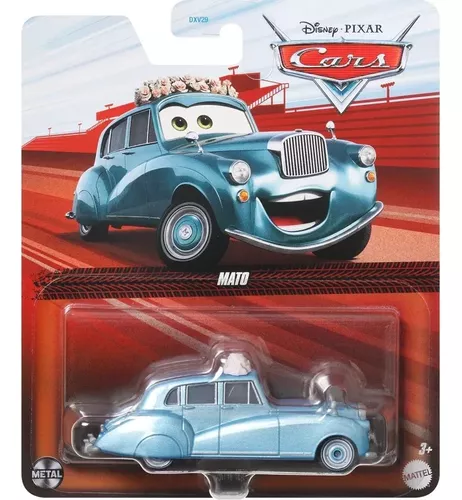 DXV29
Disney · PIXAR
Cars
MATO
METAL
3+
MATTEL